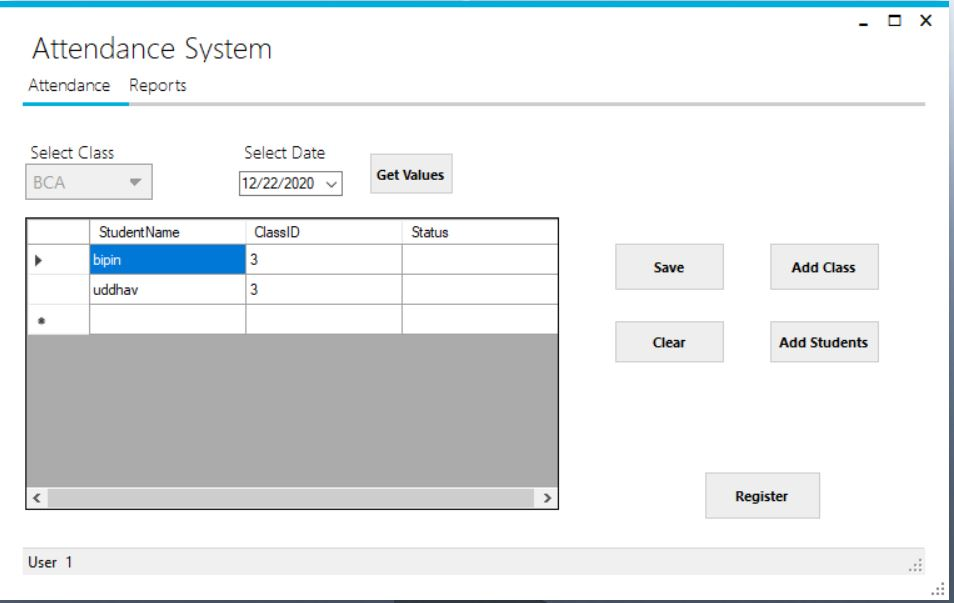 Attendance System
Attendance Reports
Select Class Select Date
BCA 12/22/2020 Get Values
StudentName ClassID Status
bipin 3
uddhav 3
Save Add Class
Clear Add Students
Register
User 1